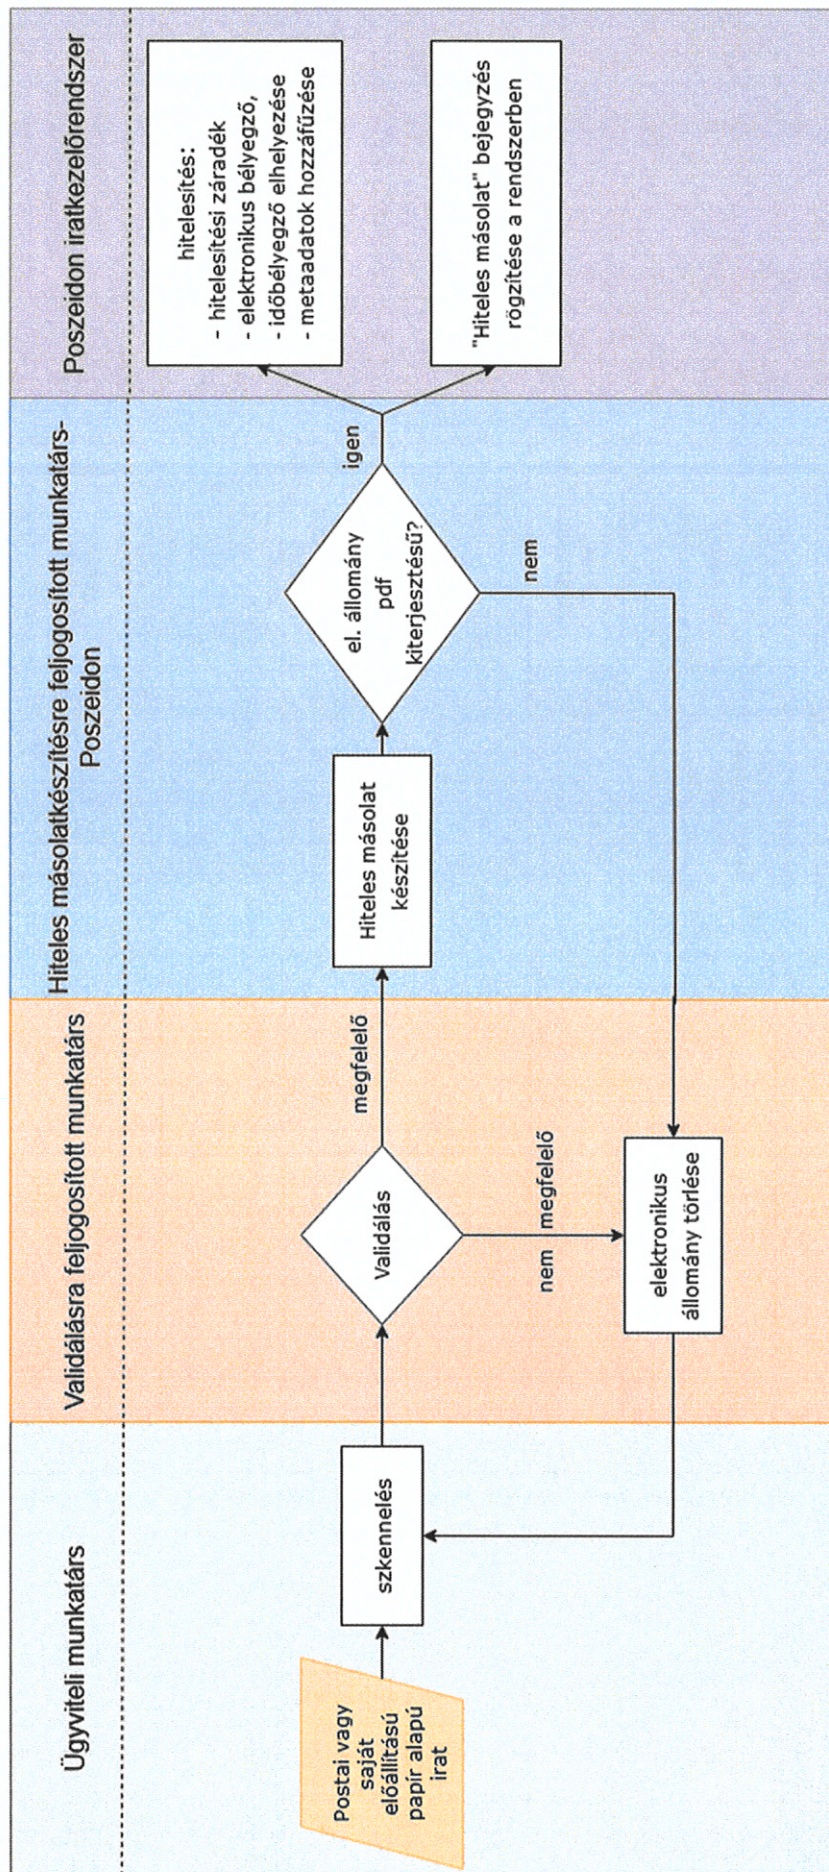 Ügyviteli munkatárs
Validálásra feljogosított munkatárs
Hiteles másolatkészítésre feljogosított munkatárs-
Poszeidon
Poszeidon iratkezelőrendszer
Postai vagy
saját
előállítású
papír alapú
irat
szkennelés
Validálás
megfelelő
nem megfelelő
elektronikus
állomány törlése
Hiteles másolat
készítése
el. állomány
pdf
kiterjesztésű?
igen
nem
hitelesítés:
- hitelesítési záradék
- elektronikus bélyegző,
- időbélyegző elhelyezése
- metaadatok hozzáfűzése
"Hiteles másolat" bejegyzés
rögzítése a rendszerben